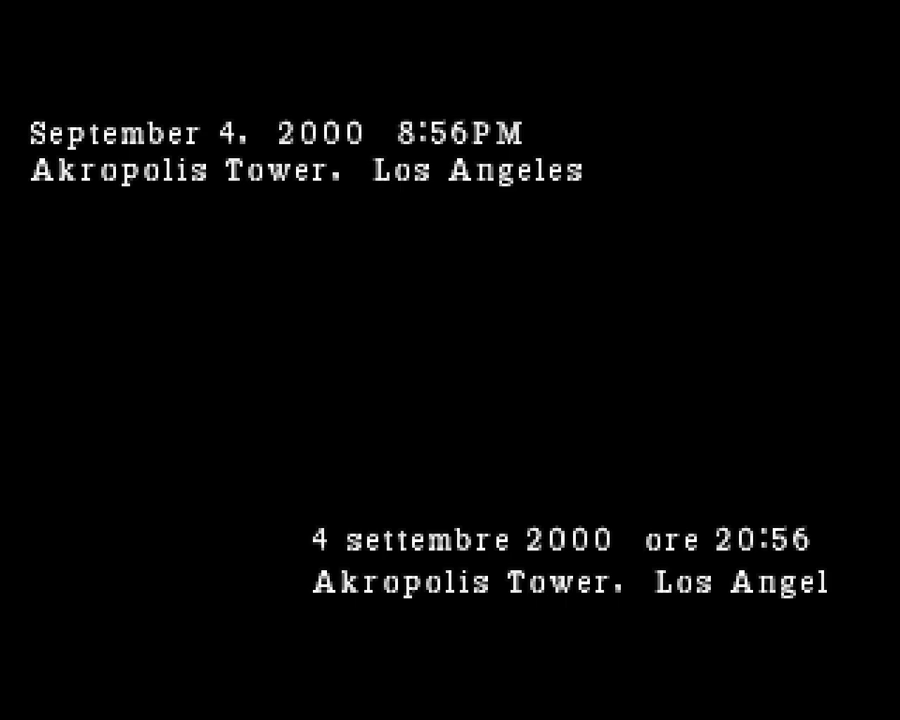 September 4. 2000 8:56PM
Akropolis Tower. Los Angeles
4 settembre 2000 ore 20:56
Akropolis Tower. Los Angel